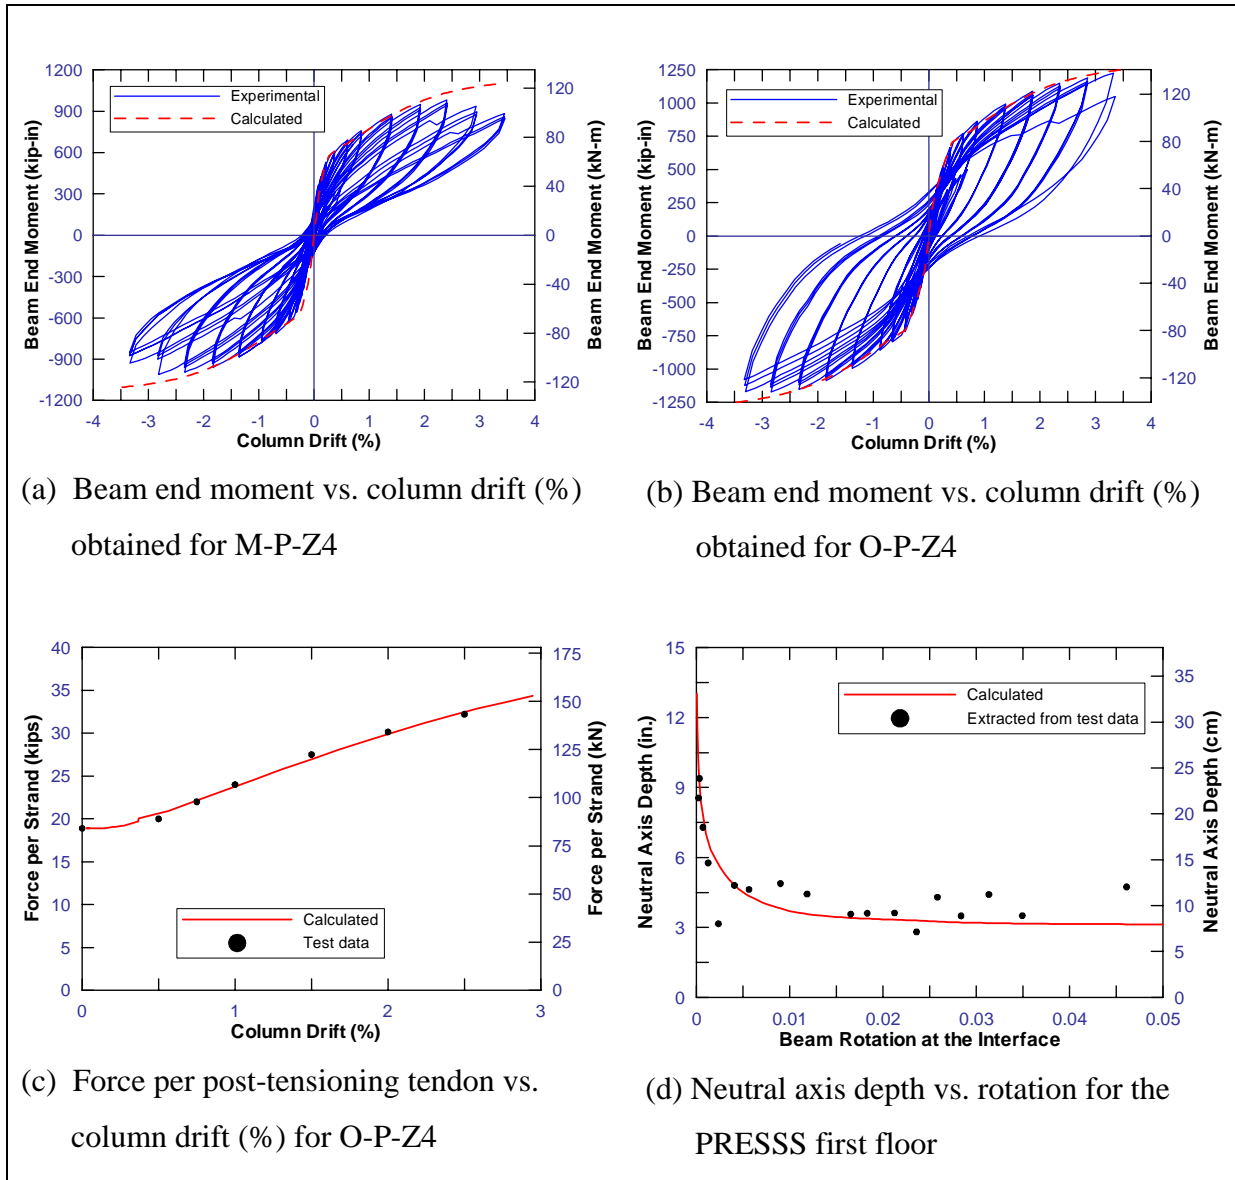 1200
900
600
300
0
-300
-600
-900
-1200
Beam End Moment (kip-in)
Experimental
Calculated
120
80
40
0
-40
-80
-120
Beam End Moment (kN-m)
-4 -3 -2 -1 0 1 2 3 4
Column Drift (%)
(a) Beam end moment vs. column drift (%)
obtained for M-P-Z4
1250
1000
750
500
250
0
-250
-500
-750
-1000
-1250
Beam End Moment (kip-in)
Experimental
Calculated
120
80
40
0
-40
-80
-120
Beam End Moment (kN-m)
-4 -3 -2 -1 0 1 2 3 4
Column Drift (%)
(b) Beam end moment vs. column drift (%)
obtained for O-P-Z4
40
35
30
25
20
15
10
5
0
Force per Strand (kips)
Calculated
Test data
175
150
125
100
75
50
25
0
Force per Strand (kN)
0 1 2 3
Column Drift (%)
(c) Force per post-tensioning tendon vs.
column drift (%) for O-P-Z4
15
12
9
6
3
0
Neutral Axis Depth (in.)
Calculated
Extracted from test data
35
30
25
20
15
10
5
0
Neutral Axis Depth (cm)
0 0.01 0.02 0.03 0.04 0.05
Beam Rotation at the Interface
(d) Neutral axis depth vs. rotation for the
PRESSS first floor